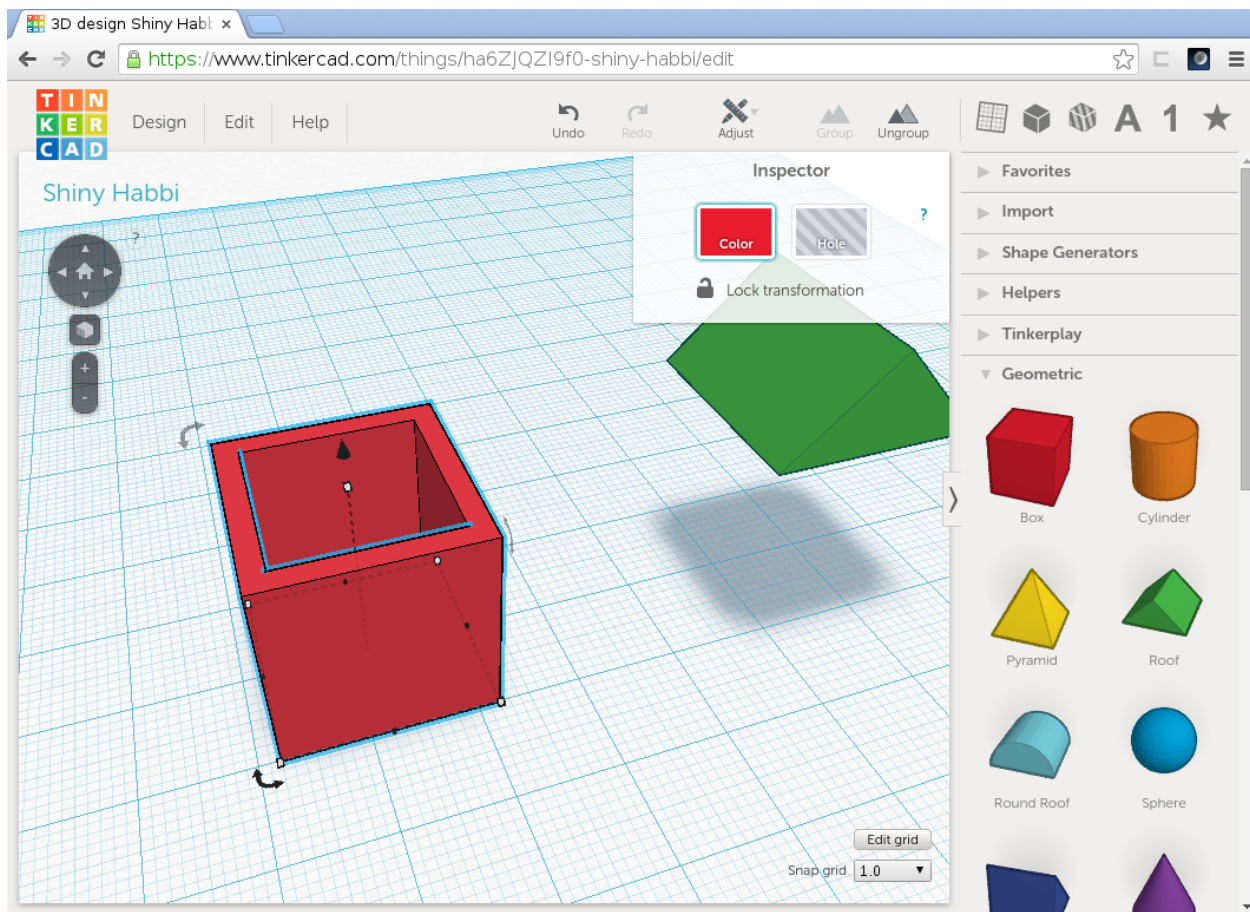 3D design Shiny Habb
https://www.tinkercad.com/things/ha6ZJQZI9f0-shiny-habbi/edit
TIN
KER
CAD
Design
Edit
Help
Undo
Redo
Adjust
Group
Ungroup
A
1
Shiny Habbi
?
Inspector
Color
Hole
?
Lock transformation
Favorites
Import
Shape Generators
Helpers
Tinkerplay
Geometric
Box
Cylinder
Pyramid
Roof
Round Roof
Sphere
Edit grid
Snap grid
1.0